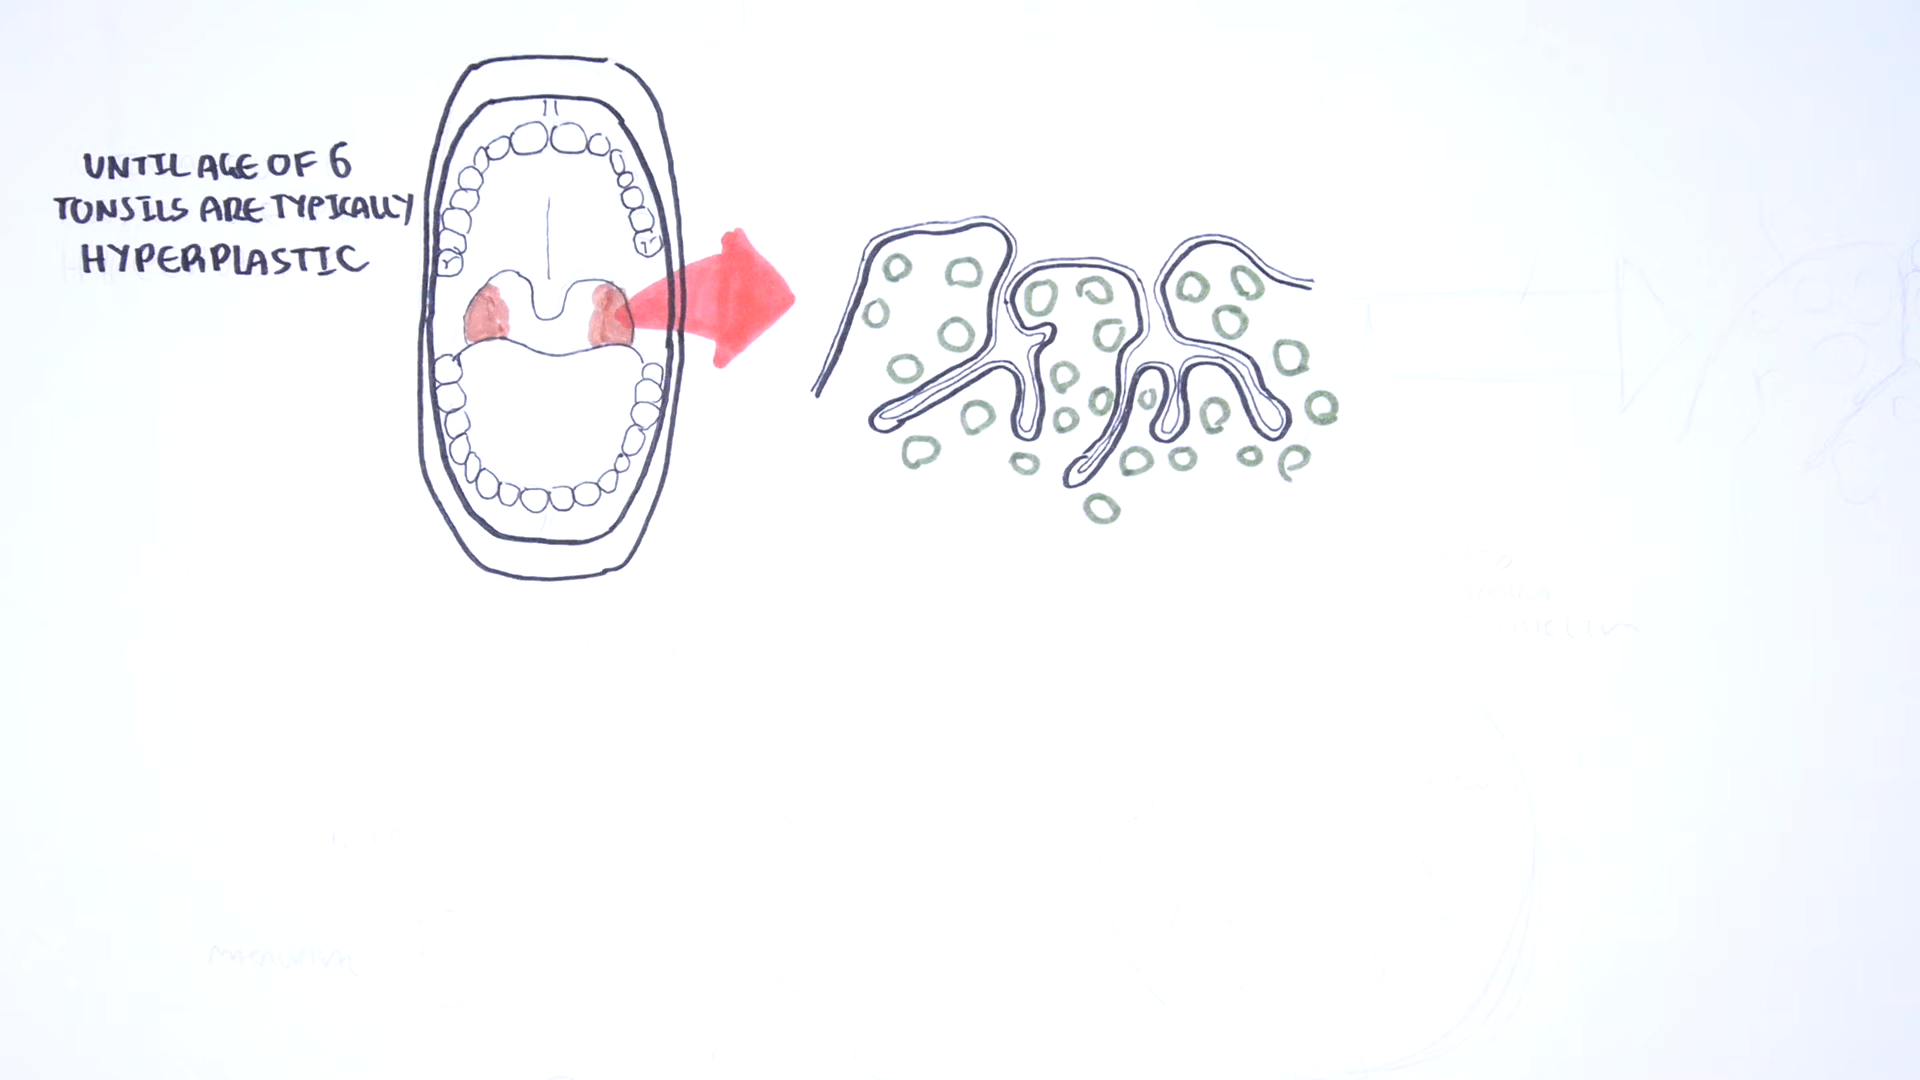 UNTIL AGE OF 6
TONSILS ARE TYPICALLY
HYPERPLASTIC